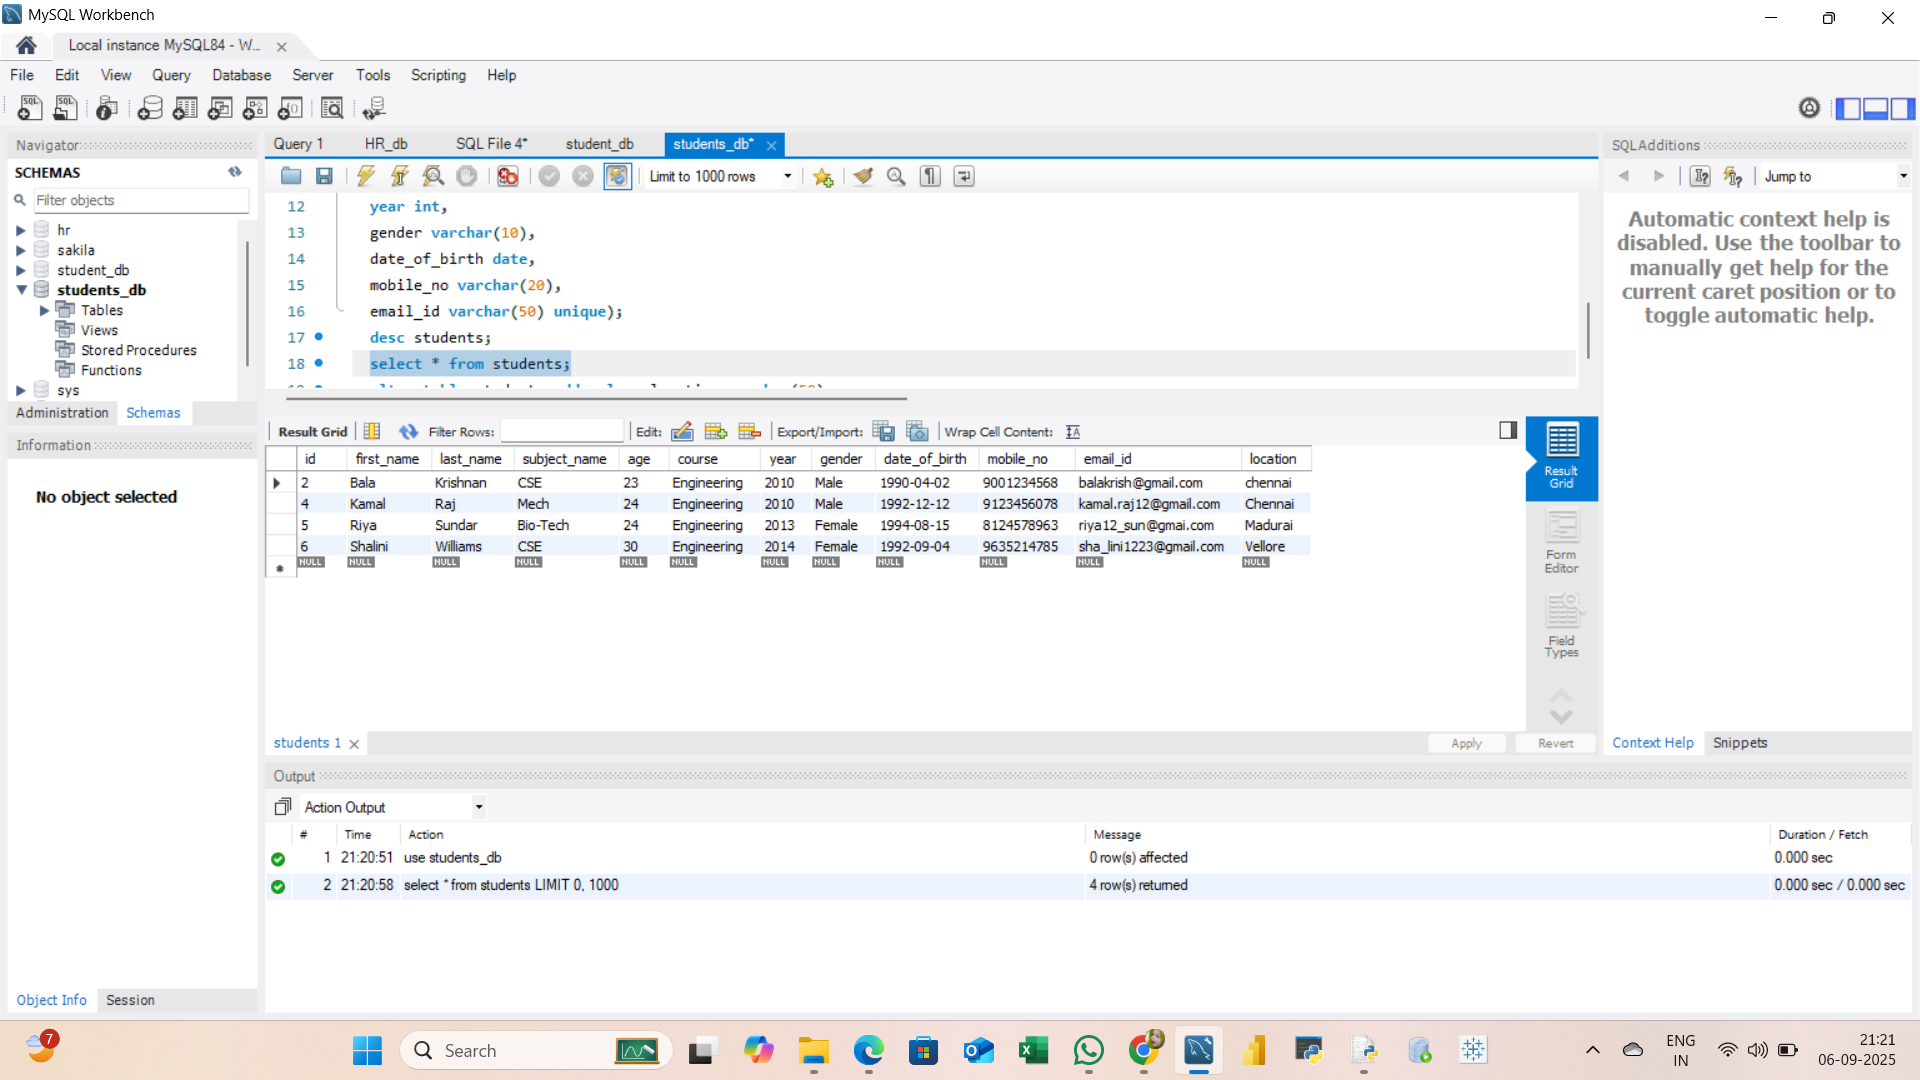 MySQL Workbench
Local instance MySQL84 - W...
File Edit View Query Database Server Tools Scripting Help
Navigator
SCHEMAS
Filter objects
hr
sakila
student_db
students_db
Tables
Views
Stored Procedures
Functions
sys
Administration Schemas
Information
No object selected
Object Info Session
Query 1 HR_db SQL File 4* student_db students_db*
Limit to 1000 rows
12 year int,
13 gender varchar(10),
14 date_of_birth date,
15 mobile_no varchar(20),
16 email_id varchar(50) unique);
17 desc students;
18 select * from students;
Result Grid Filter Rows: Edit: Export/Import: Wrap Cell Content:
id first_name last_name subject_name age course year gender date_of_birth mobile_no email_id location
2 Bala Krishnan CSE 23 Engineering 2010 Male 1990-04-02 9001234568 balakrish@gmail.com chennai
4 Kamal Raj Mech 24 Engineering 2010 Male 1992-12-12 9123456078 kamal.raj12@gmail.com Chennai
5 Riya Sundar Bio-Tech 24 Engineering 2013 Female 1994-08-15 8124578963 riya12_sun@gmai.com Madurai
6 Shalini Williams CSE 30 Engineering 2014 Female 1992-09-04 9635214785 sha_lini1223@gmail.com Vellore
NULL NULL NULL NULL NULL NULL NULL NULL NULL NULL NULL NULL
Result
Grid
Form
Editor
Field
Types
students 1
Apply Revert
Output
Action Output
# Time Action Message Duration / Fetch
1 21:20:51 use students_db 0 row(s) affected 0.000 sec
2 21:20:58 select * from students LIMIT 0, 1000 4 row(s) returned 0.000 sec / 0.000 sec
SQLAdditions
Jump to
Automatic context help is
disabled. Use the toolbar to
manually get help for the
current caret position or to
toggle automatic help.
Context Help Snippets
7
Search
ENG
IN
21:21
06-09-2025